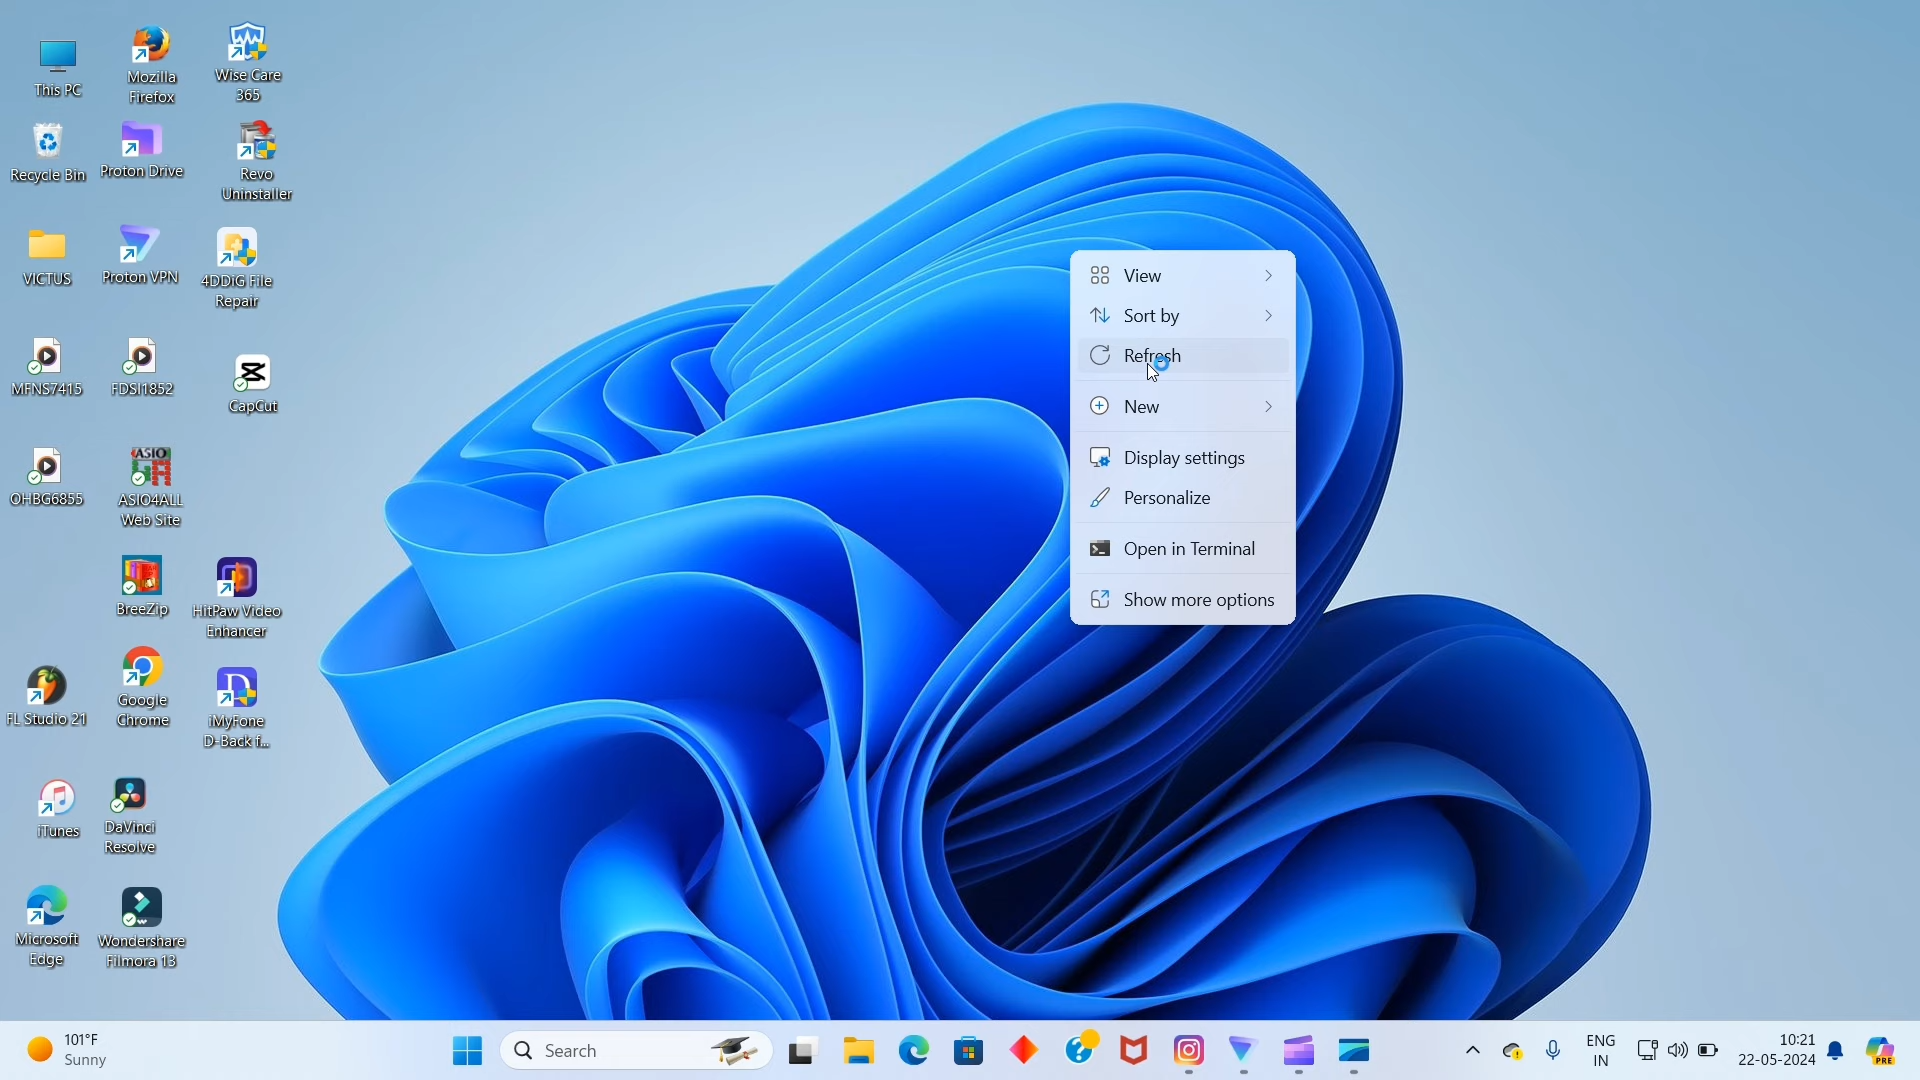 This PC
Mozilla
Firefox
Wise Care
365
Recycle Bin
Proton Drive
Revo
Uninstaller
VICTUS
Proton VPN
4DDiG File
Repair
MFNS7415
FDSI1852
CapCut
OHBG6855
ASIO
ASIO4ALL
Web Site
BreeZip
HitPaw Video
Enhancer
FL Studio 21
Google
Chrome
iMyFone
D-Back f...
iTunes
DaVinci
Resolve
Microsoft
Edge
Wondershare
Filmora 13
View
Sort by
Refresh
New
Display settings
Personalize
Open in Terminal
Show more options
101°F
Sunny
Search
ENG
IN
10:21
22-05-2024
PRE